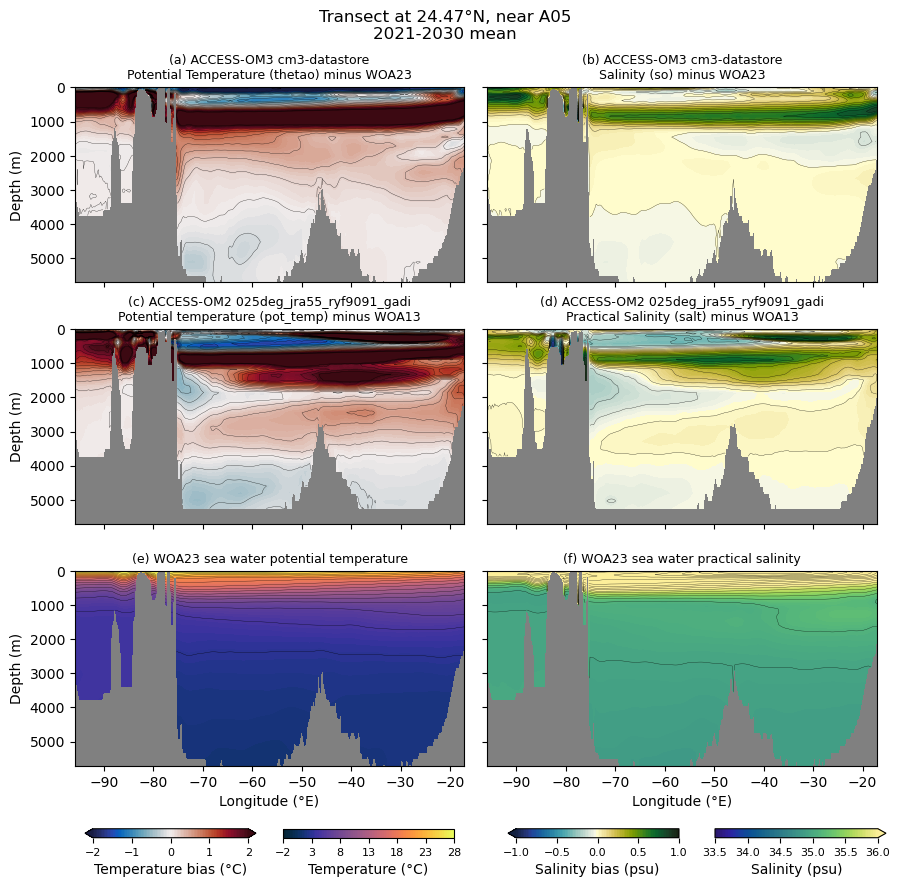 Transect at 24.47°N, near A05
2021-2030 mean
(a) ACCESS-OM3 cm3-datastore
Potential Temperature (thetao) minus WOA23
(b) ACCESS-OM3 cm3-datastore
Salinity (so) minus WOA23
0
1000
2000
3000
4000
5000
Depth (m)
(c) ACCESS-OM2 025deg_jra55_ryf9091_gadi
Potential temperature (pot_temp) minus WOA13
(d) ACCESS-OM2 025deg_jra55_ryf9091_gadi
Practical Salinity (salt) minus WOA13
0
1000
2000
3000
4000
5000
Depth (m)
(e) WOA23 sea water potential temperature
(f) WOA23 sea water practical salinity
0
1000
2000
3000
4000
5000
Depth (m)
−90 −80 −70 −60 −50 −40 −30 −20
Longitude (°E)
−90 −80 −70 −60 −50 −40 −30 −20
Longitude (°E)
−2 −1 0 1 2
Temperature bias (°C)
−2 3 8 13 18 23 28
Temperature (°C)
−1.0 −0.5 0.0 0.5 1.0
Salinity bias (psu)
33.5 34.0 34.5 35.0 35.5 36.0
Salinity (psu)